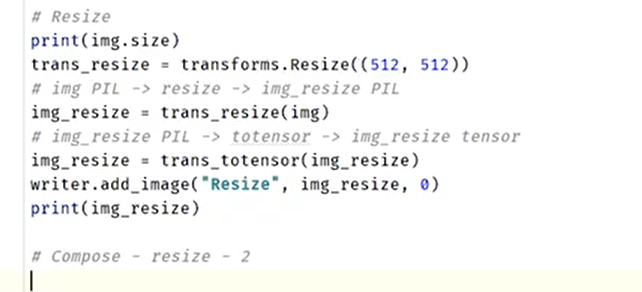 # Resize
print(img.size)
trans_resize = transforms.Resize((512, 512))
# img PIL -> resize -> img_resize PIL
img_resize = trans_resize(img)
# img_resize PIL -> totensor -> img_resize tensor
img_resize = trans_totensor(img_resize)
writer.add_image("Resize", img_resize, 0)
print(img_resize)
# Compose - resize - 2